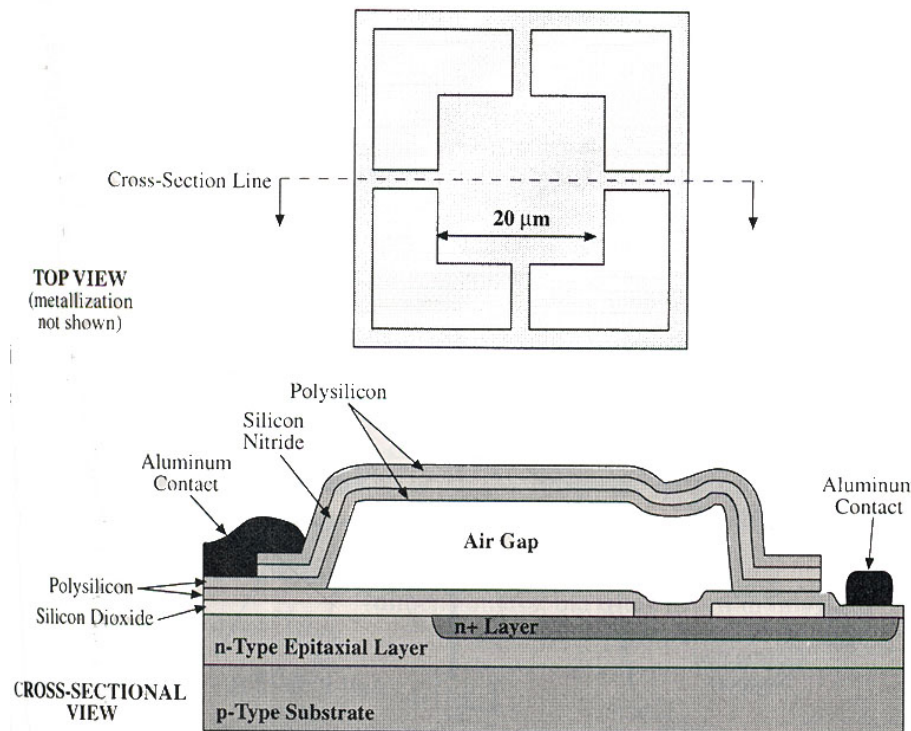 Cross-Section Line
20 μm
TOP VIEW
(metallization
not shown)
Polysilicon
Silicon
Nitride
Aluminum
Contact
Aluminun
Contact
Air Gap
Polysilicon
Silicon Dioxide
n+ Layer
n-Type Epitaxial Layer
CROSS-SECTIONAL
VIEW
p-Type Substrate